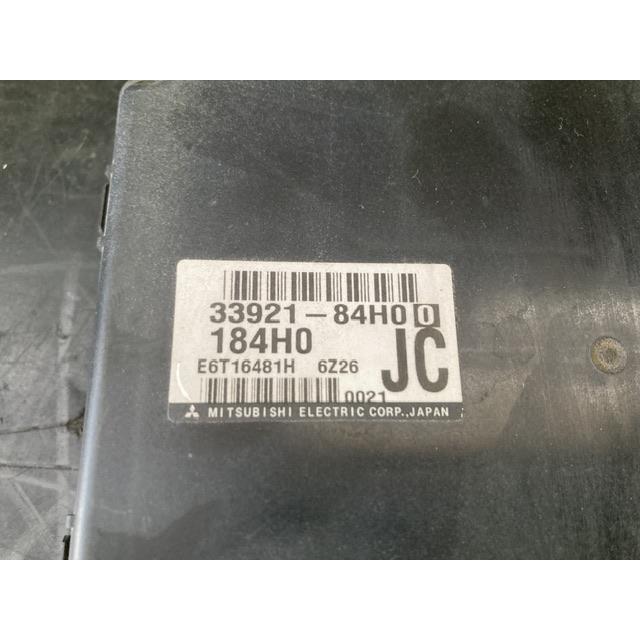 33921-84H0 0
184H0 JC
E6T16481H 6Z26
0021
MITSUBISHI ELECTRIC CORP.,JAPAN